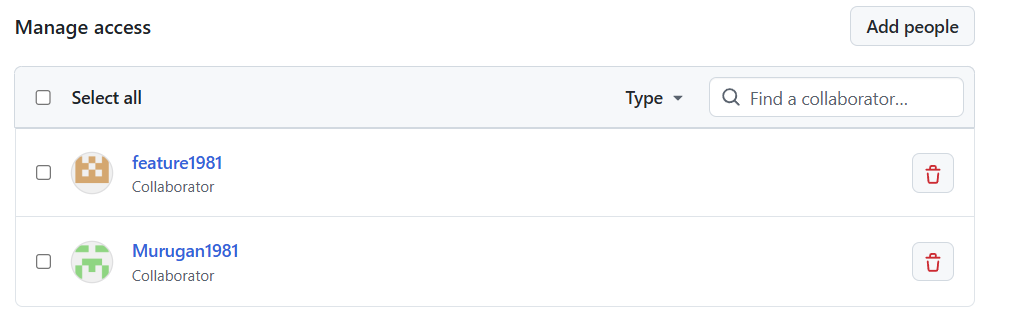 Manage access
Add people
Select all
Type
Find a collaborator...
feature1981
Collaborator
Murugan1981
Collaborator